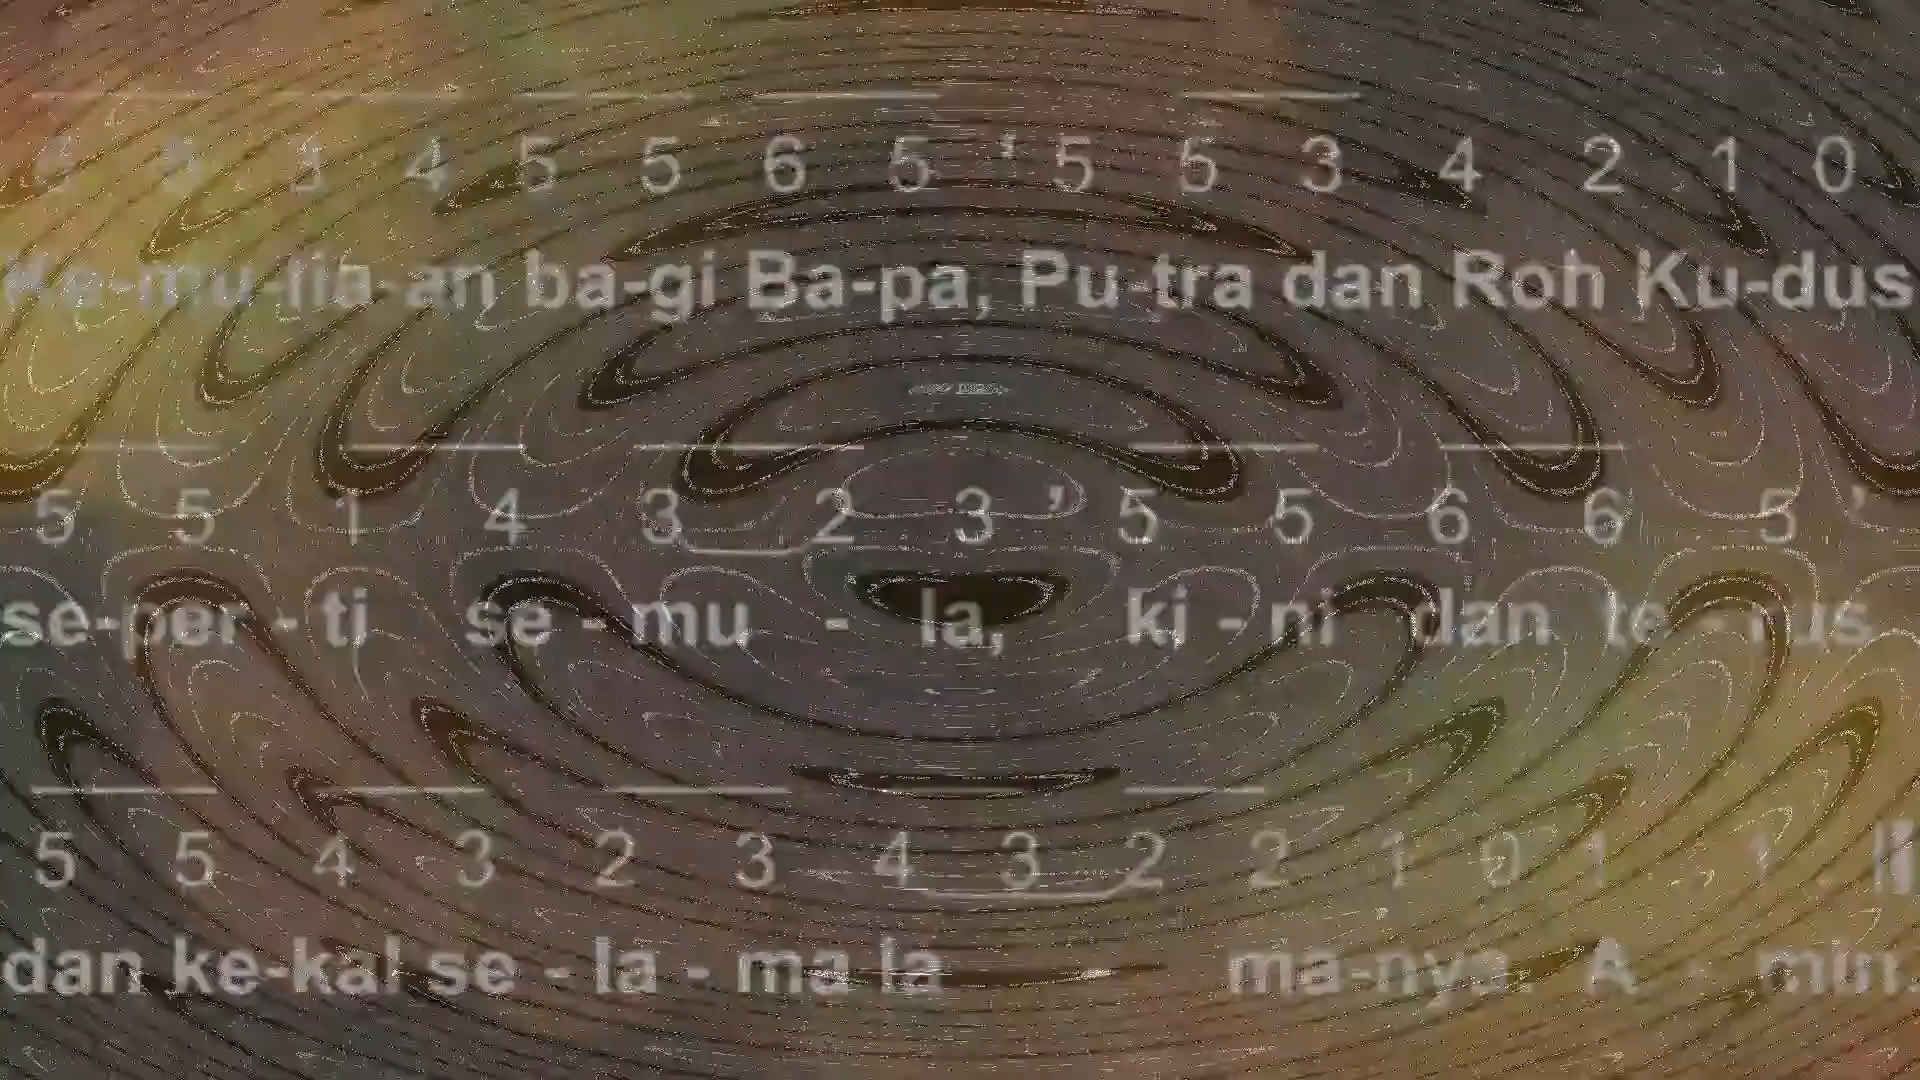 5 5 3 4 5 5 6 5 ' 5 5 3 4 2 1 0
Ke-mu-lia-an ba-gi Ba-pa, Pu-tra dan Roh Ku-dus
5 5 1 4 3 2 3 ' 5 5 6 6 5 '
se-per - ti se - mu - la, ki - ni dan te - rus
5 5 4 3 2 3 4 3 2 2 1 0 1 . 1 .
dan ke-kal se - la - ma la ma-nya. A - min.